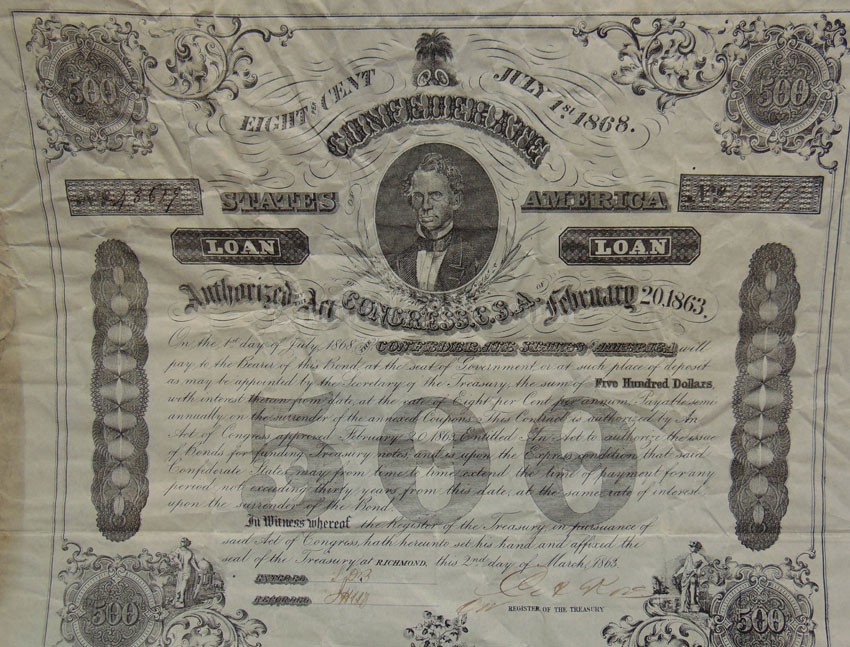 500 500
EIGHT PR CENT JULY 1st 1868.
CONFEDERATE
STATES AMERICA
LOAN LOAN
Authorized by Act OF CONGRESS, C.S.A. OF February 20, 1863.
On the 1st day of July 1868 the CONFEDERATE STATES OF AMERICA will
pay to the Bearer of this Bond at the seat of Government or at such place of deposit
as may be appointed by the Secretary of the Treasury, the sum of Five Hundred Dollars,
with interest thereon from date, at the rate of Eight per Cent per annum Payable semi
annually on the surrender of the annexed Coupons. This Contract is authorized by An
Act of Congress approved February 20, 1863 Entitled An Act to authorize the issue
of Bonds for funding Treasury notes, and is upon the Express condition that said
Confederate States may from time to time extend the time of payment for any
period not exceeding thirty years from this date, at the same rate of interest
upon the surrender of the Bond.
500
In Witness whereof the Register of the Treasury in pursuance of
said Act of Congress, hath hereunto set his hand and affixed the
seal of the Treasury at RICHMOND, this 2nd day of March 1863.
ENTERED
RECORDED
REGISTER OF THE TREASURY
500 500